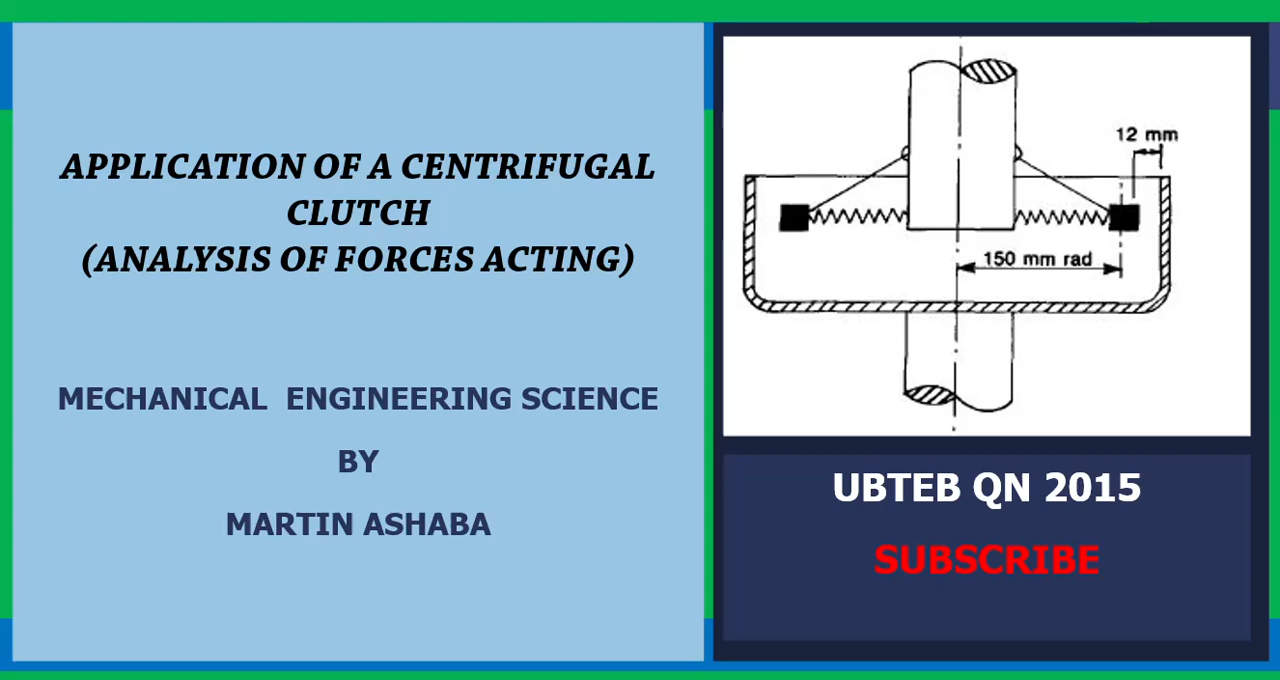 APPLICATION OF A CENTRIFUGAL
CLUTCH
(ANALYSIS OF FORCES ACTING)
MECHANICAL ENGINEERING SCIENCE
BY
MARTIN ASHABA
12 mm
150 mm rad
UBTEB QN 2015
SUBSCRIBE